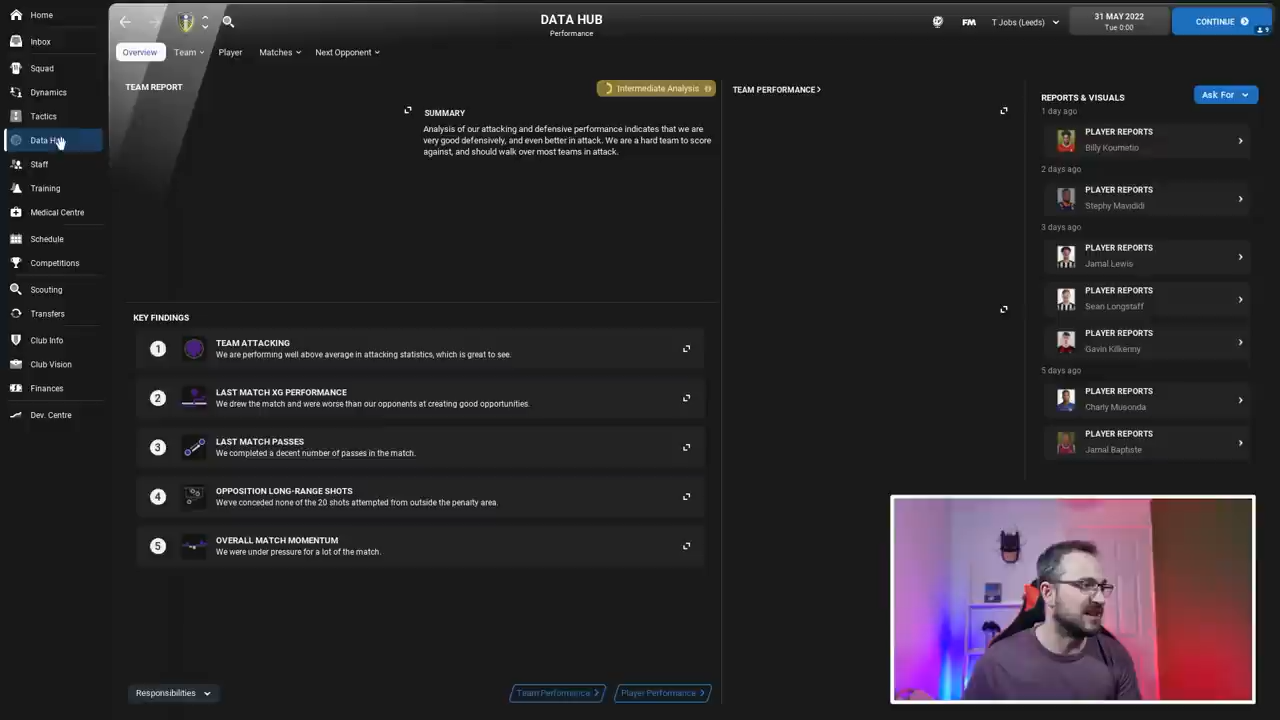 Home
Inbox
Squad
Dynamics
Tactics
Data Hub
Staff
Training
Medical Centre
Schedule
Competitions
Scouting
Transfers
Club Info
Club Vision
Finances
Dev. Centre
DATA HUB
Performance
FM
T Jobs (Leeds)
31 MAY 2022
Tue 0:00
CONTINUE
9
Overview
Team
Player
Matches
Next Opponent
TEAM REPORT
Intermediate Analysis
SUMMARY
Analysis of our attacking and defensive performance indicates that we are
very good defensively, and even better in attack. We are a hard team to score
against, and should walk over most teams in attack.
KEY FINDINGS
1
TEAM ATTACKING
We are performing well above average in attacking statistics, which is great to see.
2
LAST MATCH XG PERFORMANCE
We drew the match and were worse than our opponents at creating good opportunities.
3
LAST MATCH PASSES
We completed a decent number of passes in the match.
4
OPPOSITION LONG-RANGE SHOTS
We've conceded none of the 20 shots attempted from outside the penalty area.
5
OVERALL MATCH MOMENTUM
We were under pressure for a lot of the match.
Responsibilities
Team Performance >
Player Performance >
TEAM PERFORMANCE >
REPORTS & VISUALS
Ask For
1 day ago
PLAYER REPORTS
Billy Koumetio
2 days ago
PLAYER REPORTS
Stephy Mavididi
3 days ago
PLAYER REPORTS
Jamal Lewis
PLAYER REPORTS
Sean Longstaff
PLAYER REPORTS
Gavin Kilkenny
5 days ago
PLAYER REPORTS
Charly Musonda
PLAYER REPORTS
Jamal Baptiste